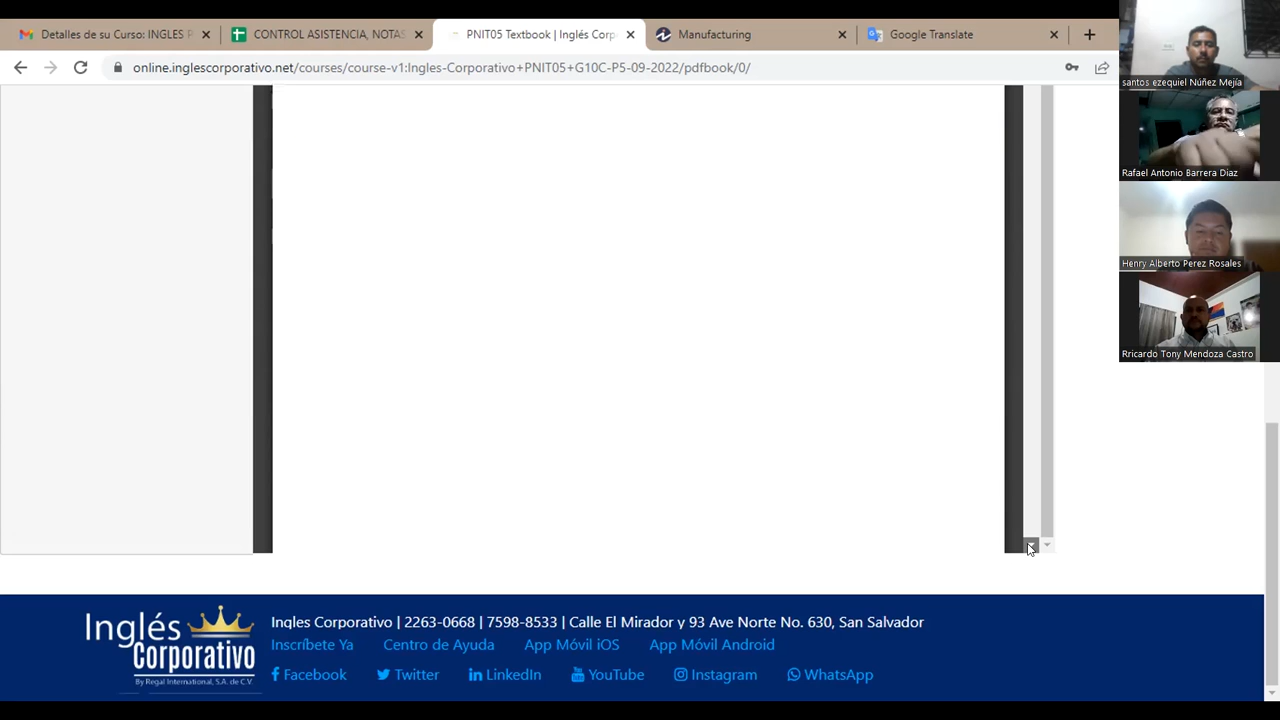 Detalles de su Curso: INGLES P
CONTROL ASISTENCIA, NOTAS
PNIT05 Textbook | Inglés Corp
Manufacturing
Google Translate
online.inglescorporativo.net/courses/course-v1:Ingles-Corporativo+PNIT05+G10C-P5-09-2022/pdfbook/0/
santos ezequiel Núñez Mejía
Rafael Antonio Barrera Diaz
Henry Alberto Perez Rosales
Rricardo Tony Mendoza Castro
Inglés
Corporativo
By Regal International, S.A. de C.V.
Ingles Corporativo | 2263-0668 | 7598-8533 | Calle El Mirador y 93 Ave Norte No. 630, San Salvador
Inscríbete Ya Centro de Ayuda App Móvil iOS App Móvil Android
Facebook Twitter LinkedIn YouTube Instagram WhatsApp